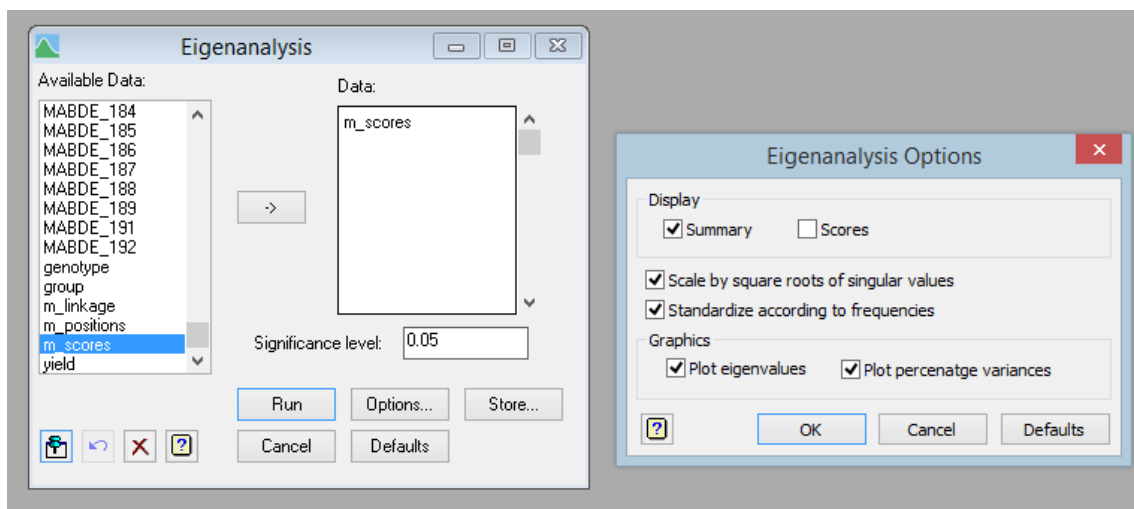 Eigenanalysis
Available Data:
MABDE_184
MABDE_185
MABDE_186
MABDE_187
MABDE_188
MABDE_189
MABDE_191
MABDE_192
genotype
group
m_linkage
m_positions
m_scores
yield
->
Data:
m_scores
Significance level: 0.05
Run Options... Store...
Cancel Defaults
Eigenanalysis Options
Display
Summary Scores
Scale by square roots of singular values
Standardize according to frequencies
Graphics
Plot eigenvalues Plot percenatge variances
OK Cancel Defaults